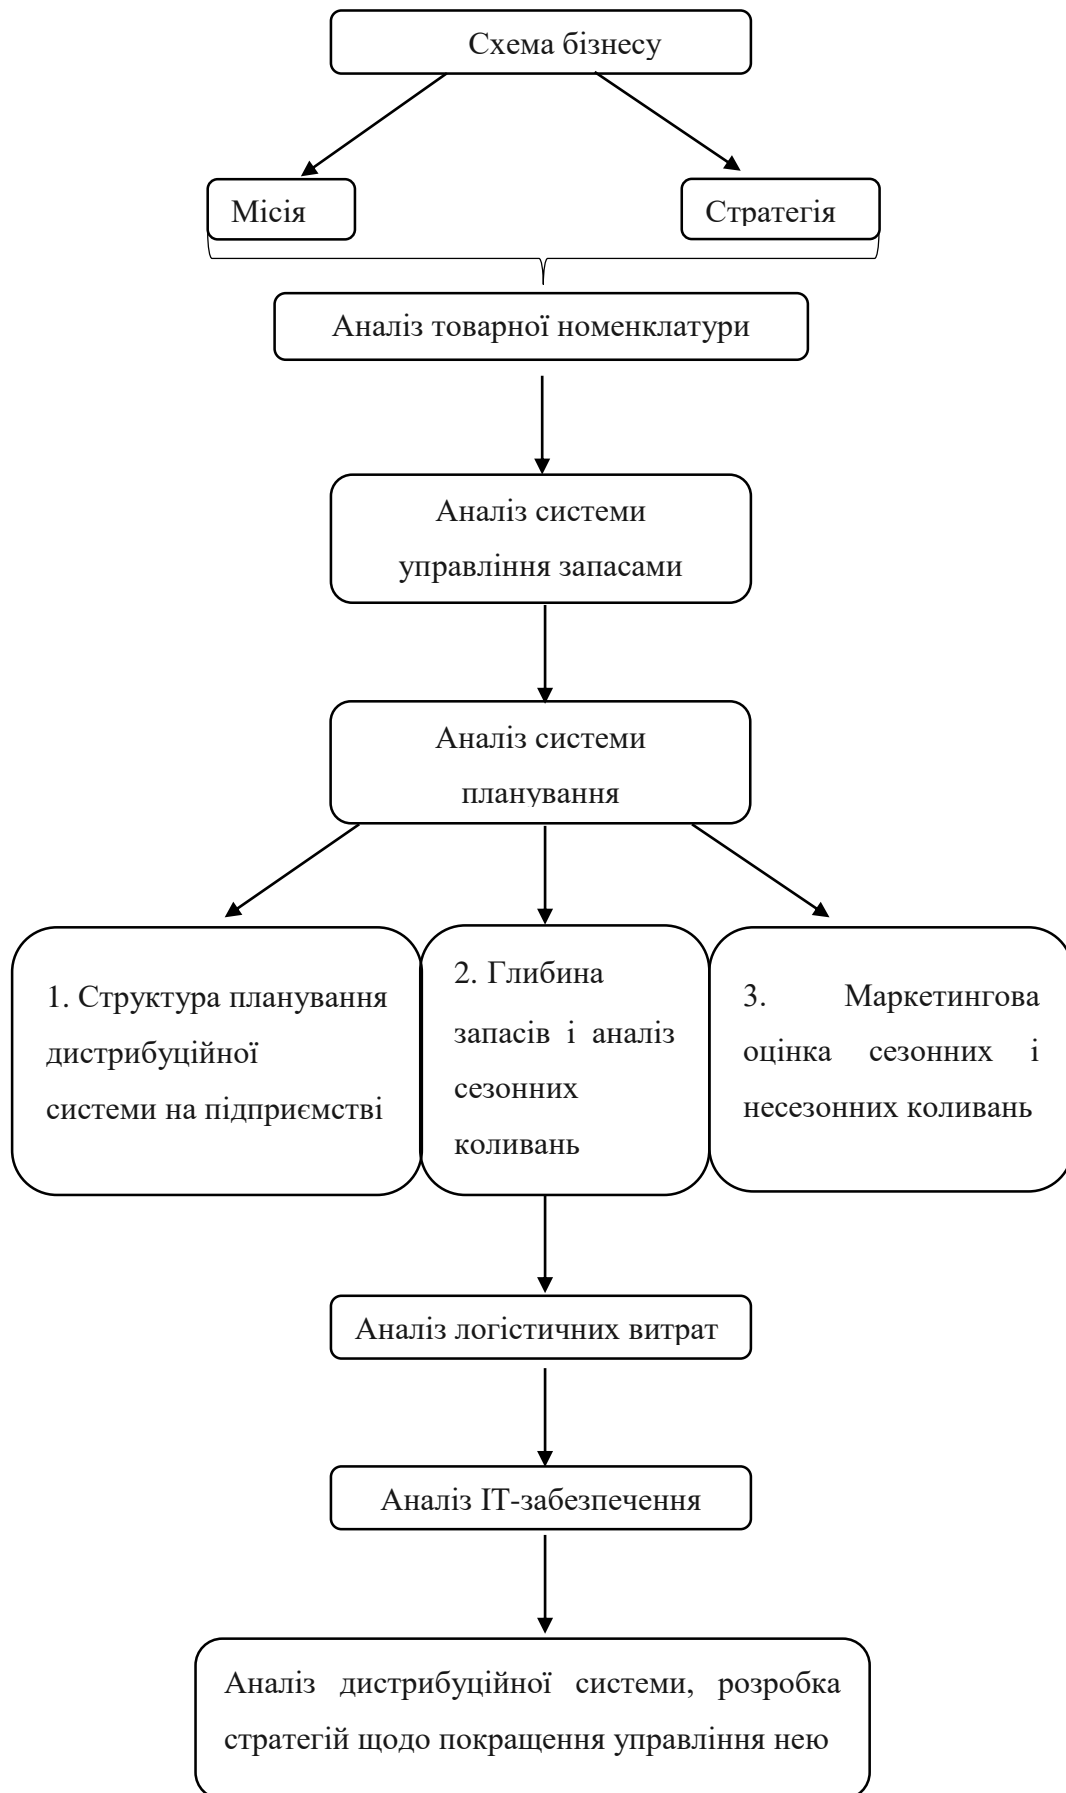 Схема бізнесу
Місія
Стратегія
Аналіз товарної номенклатури
Аналіз системи
управління запасами
Аналіз системи
планування
1. Структура планування
дистрибуційної
системи на підприємстві
2. Глибина
запасів і аналіз
сезонних
коливань
3. Маркетингова
оцінка сезонних і
несезонних коливань
Аналіз логістичних витрат
Аналіз ІТ-забезпечення
Аналіз дистрибуційної системи, розробка
стратегій щодо покращення управління нею